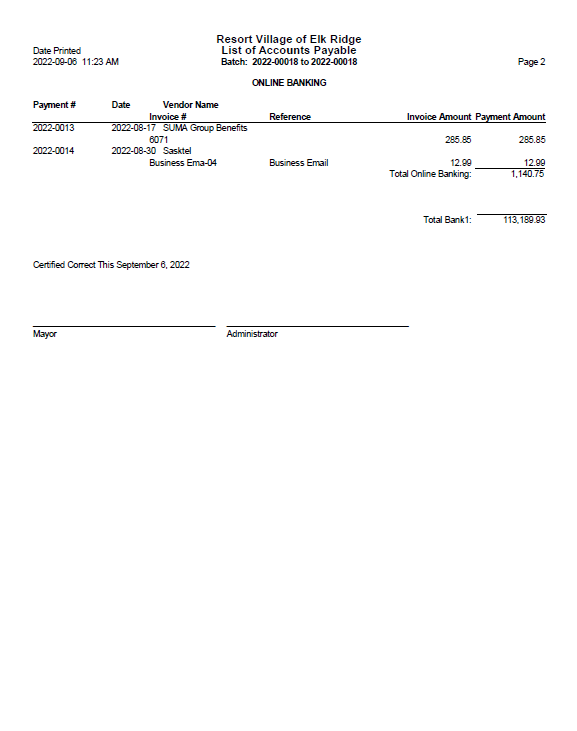 Resort Village of Elk Ridge
Date Printed List of Accounts Payable
2022-09-06 11:23 AM Batch: 2022-00018 to 2022-00018 Page 2
ONLINE BANKING
Payment # Date Vendor Name
Invoice # Reference Invoice Amount Payment Amount
2022-0013 2022-08-17 SUMA Group Benefits
6071 285.85 285.85
2022-0014 2022-08-30 Sasktel
Business Ema-04 Business Email 12.99 12.99
Total Online Banking: 1,140.75
Total Bank1: 113,189.93
Certified Correct This September 6, 2022
Mayor Administrator